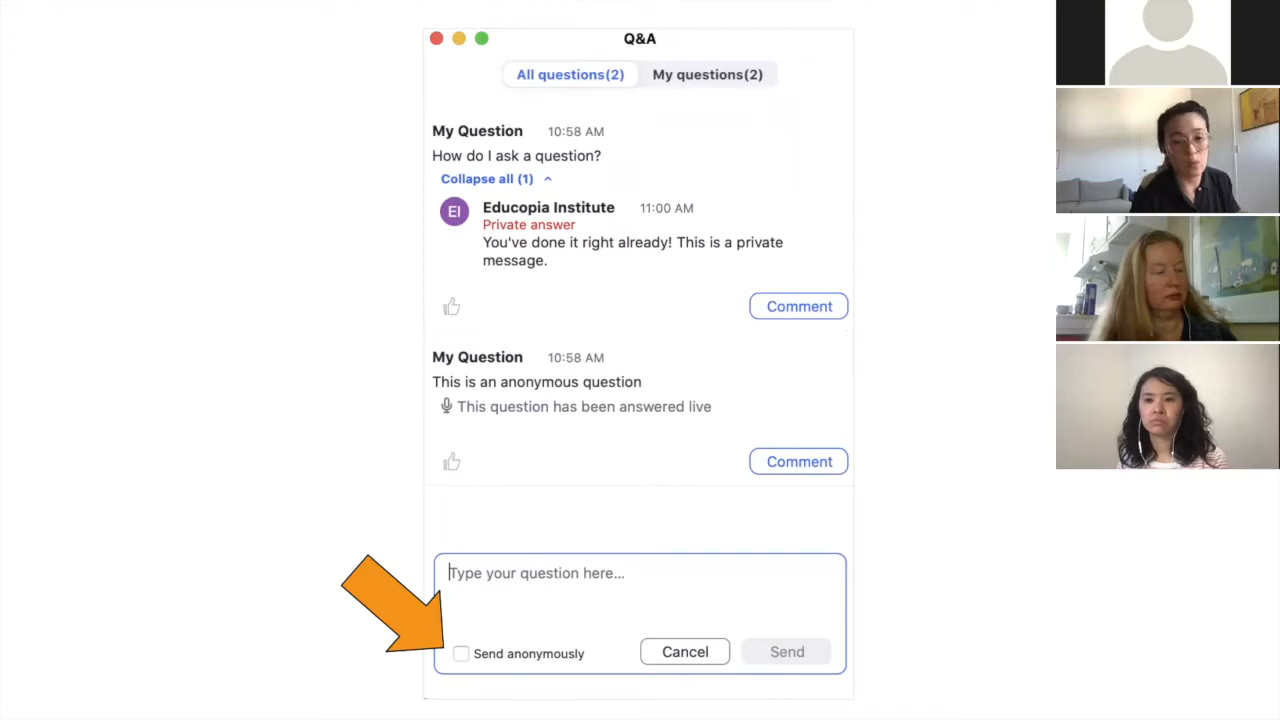 Q&A
All questions(2) My questions(2)
My Question 10:58 AM
How do I ask a question?
Collapse all (1)
EI Educopia Institute 11:00 AM
Private answer
You've done it right already! This is a private
message.
Comment
My Question 10:58 AM
This is an anonymous question
This question has been answered live
Comment
Type your question here...
Send anonymously Cancel Send